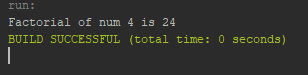 run:
Factorial of num 4 is 24
BUILD SUCCESSFUL (total time: 0 seconds)